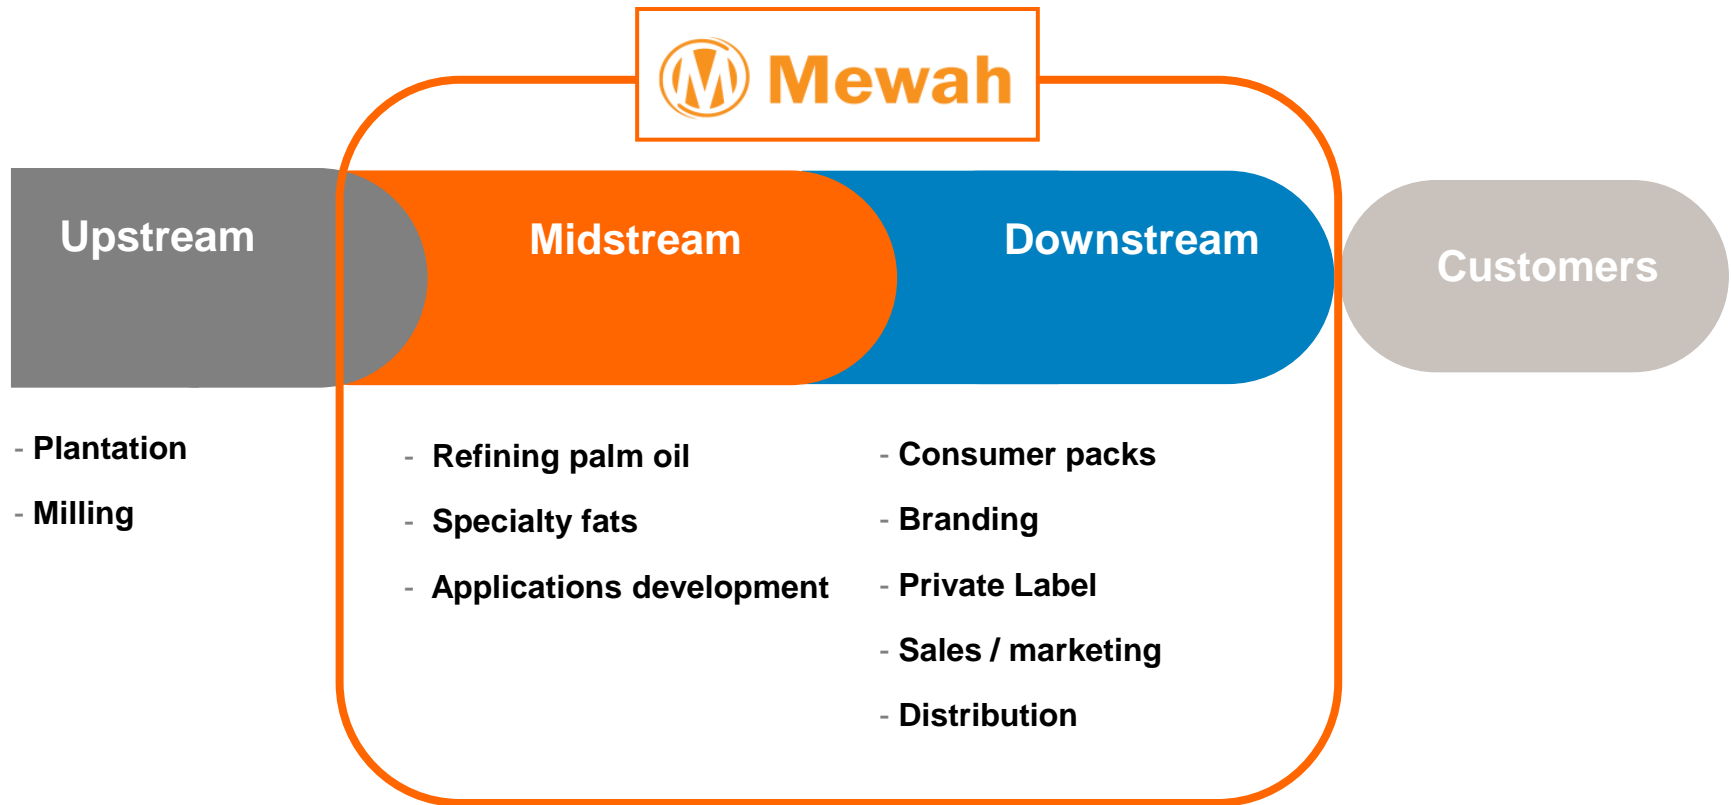 Mewah
Upstream
Midstream
Downstream
Customers
- Plantation
- Milling
- Refining palm oil
- Specialty fats
- Applications development
- Consumer packs
- Branding
- Private Label
- Sales / marketing
- Distribution